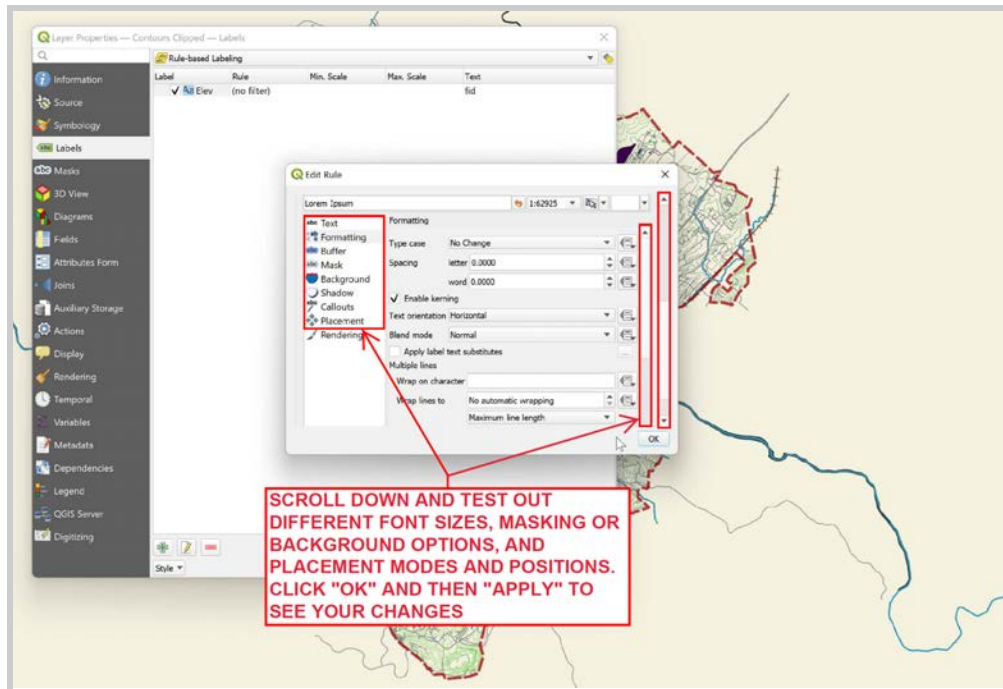 Layer Properties — Contours Clipped — Labels
Rule-based Labeling
Information
Source
Symbology
abc Labels
abc Masks
3D View
Diagrams
Fields
Attributes Form
Joins
Auxiliary Storage
Actions
Display
Rendering
Temporal
Variables
Metadata
Dependencies
Legend
QGIS Server
Digitizing
Label Rule Min. Scale Max. Scale Text
Elev (no filter) fid
Style
Edit Rule
Lorem Ipsum 1:62925
abc Text
Formatting
abc Buffer
abc Mask
Background
Shadow
Callouts
Placement
Rendering
Formatting
Type case No Change
Spacing letter 0.0000
word 0.0000
Enable kerning
Text orientation Horizontal
Blend mode Normal
Apply label text substitutes
Multiple lines
Wrap on character
Wrap lines to No automatic wrapping
Maximum line length
OK
SCROLL DOWN AND TEST OUT
DIFFERENT FONT SIZES, MASKING OR
BACKGROUND OPTIONS, AND
PLACEMENT MODES AND POSITIONS.
CLICK "OK" AND THEN "APPLY" TO
SEE YOUR CHANGES